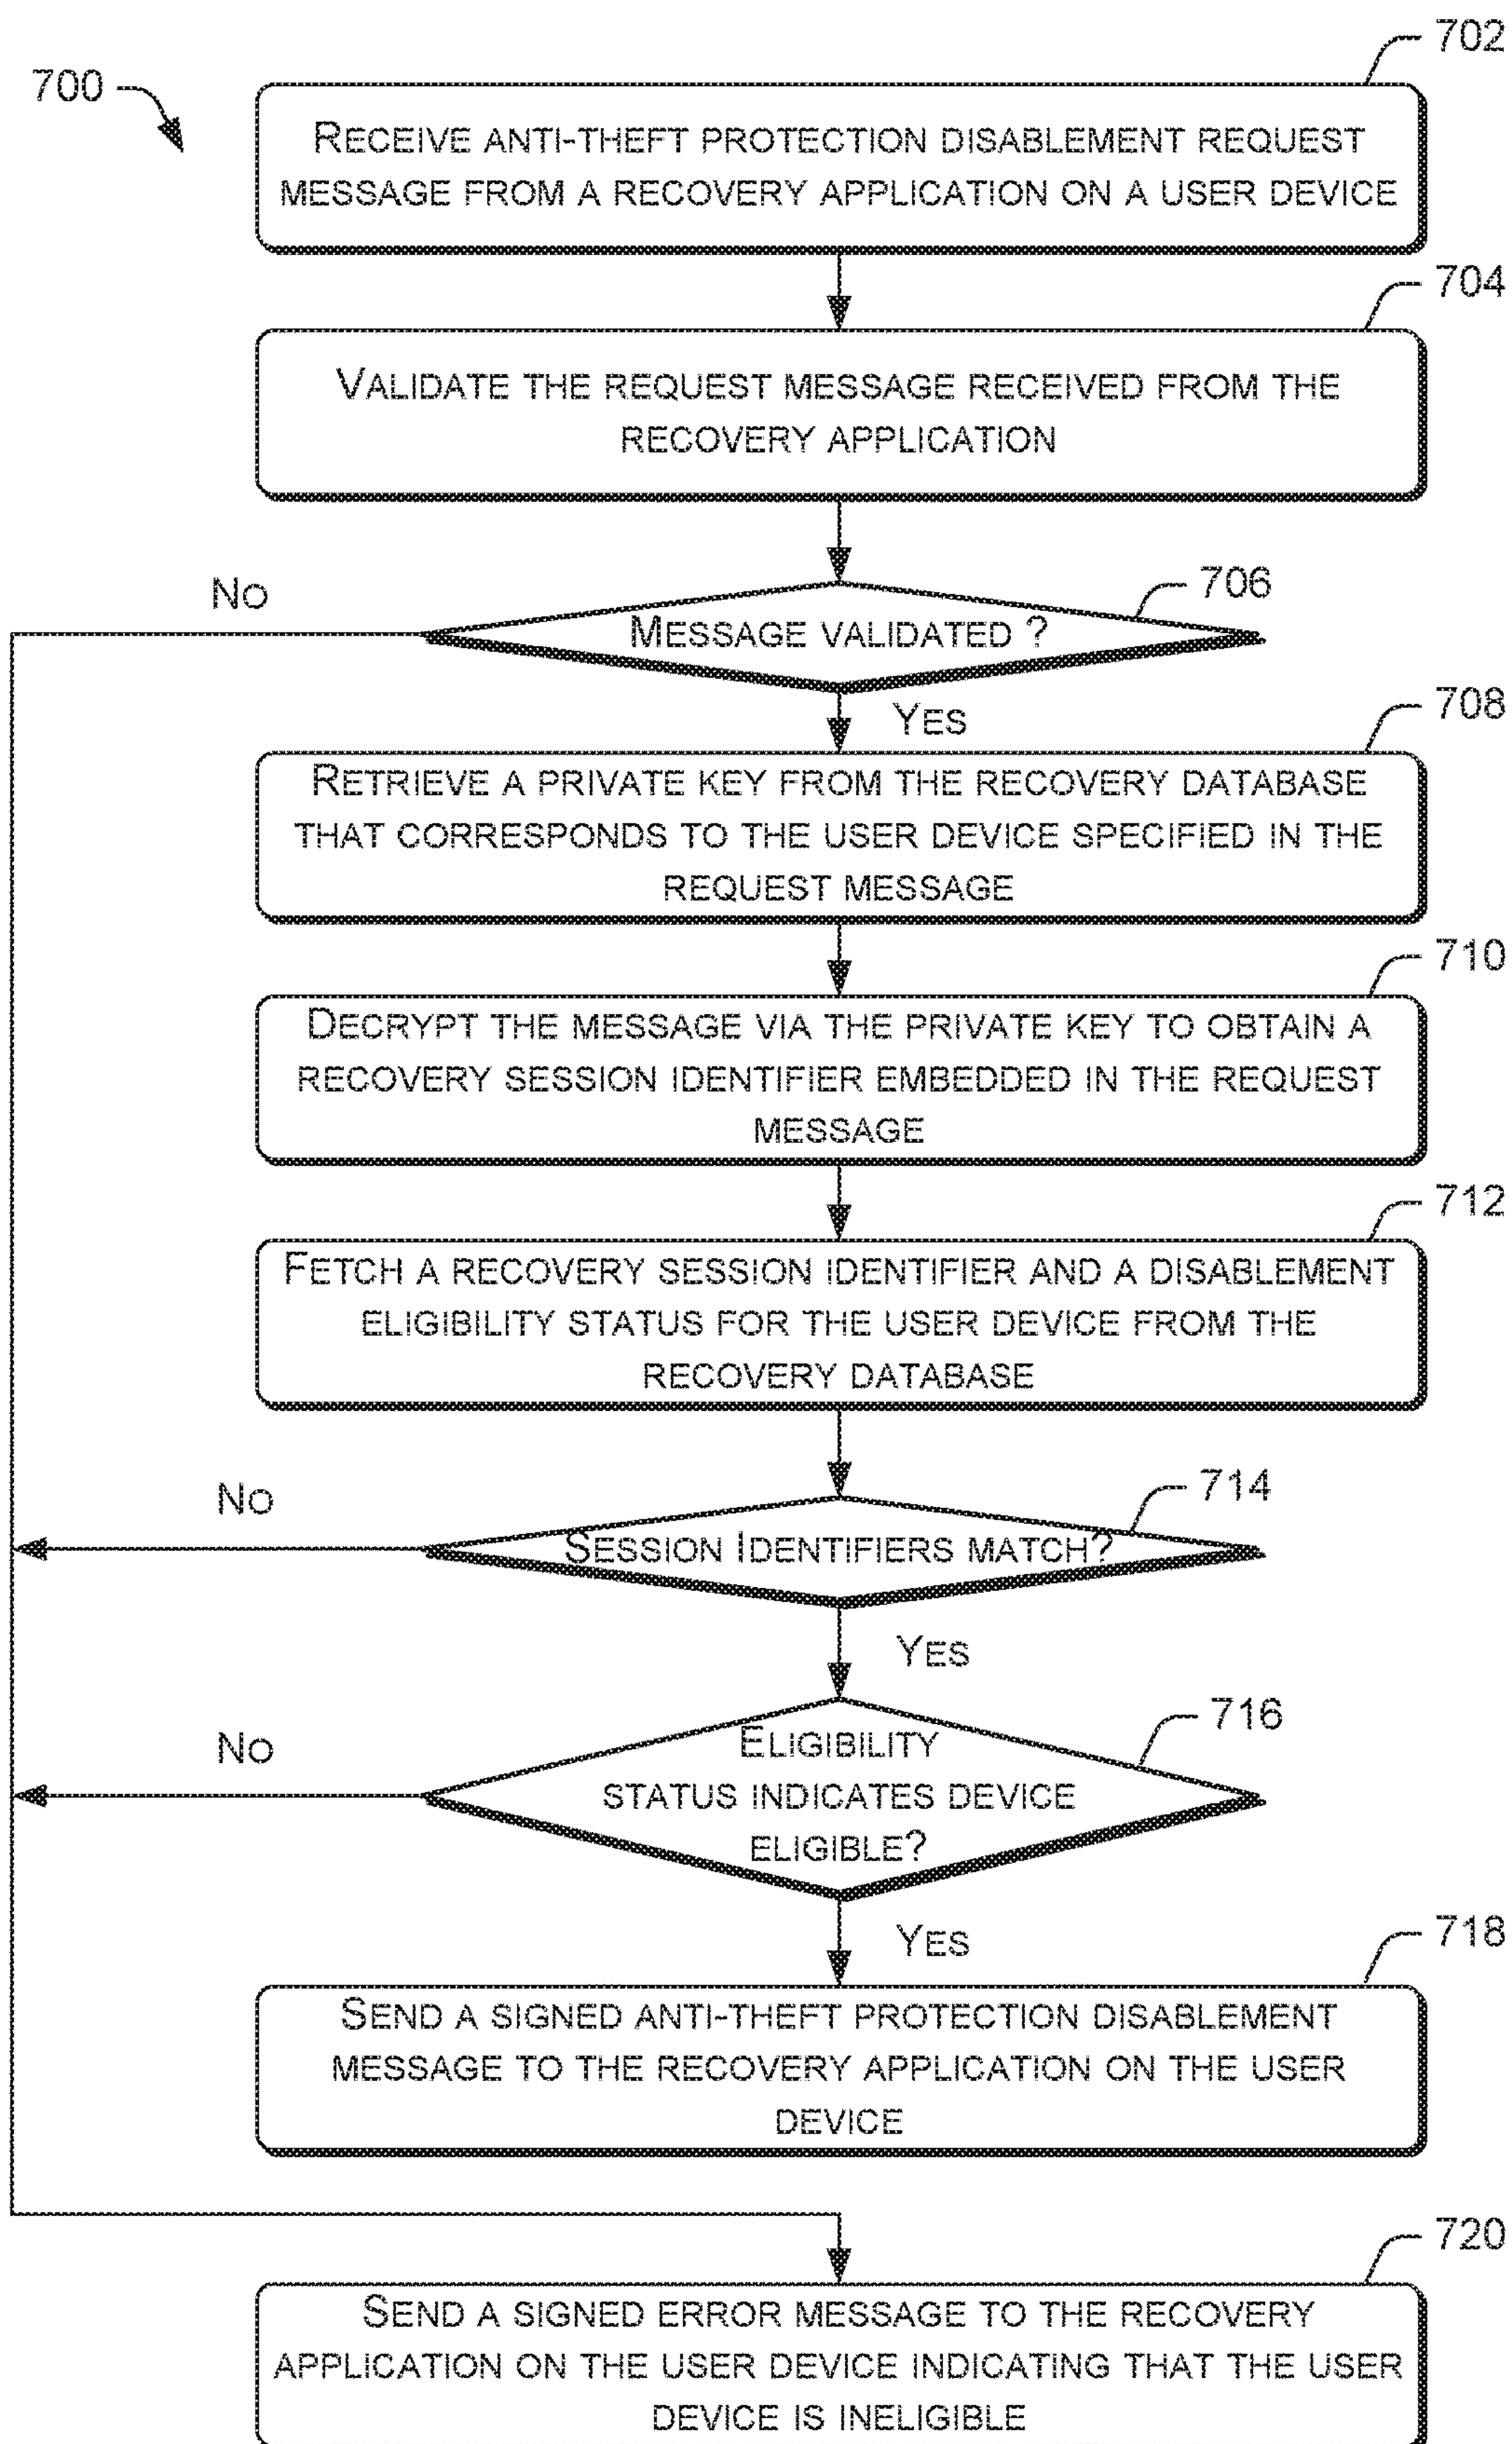 702
700
RECEIVE ANTI-THEFT PROTECTION DISABLEMENT REQUEST
MESSAGE FROM A RECOVERY APPLICATION ON A USER DEVICE
704
VALIDATE THE REQUEST MESSAGE RECEIVED FROM THE
RECOVERY APPLICATION
706
NO
MESSAGE VALIDATED ?
YES
708
RETRIEVE A PRIVATE KEY FROM THE RECOVERY DATABASE
THAT CORRESPONDS TO THE USER DEVICE SPECIFIED IN THE
REQUEST MESSAGE
710
DECRYPT THE MESSAGE VIA THE PRIVATE KEY TO OBTAIN A
RECOVERY SESSION IDENTIFIER EMBEDDED IN THE REQUEST
MESSAGE
712
FETCH A RECOVERY SESSION IDENTIFIER AND A DISABLEMENT
ELIGIBILITY STATUS FOR THE USER DEVICE FROM THE
RECOVERY DATABASE
714
NO
SESSION IDENTIFIERS MATCH?
YES
716
NO
ELIGIBILITY
STATUS INDICATES DEVICE
ELIGIBLE?
YES
718
SEND A SIGNED ANTI-THEFT PROTECTION DISABLEMENT
MESSAGE TO THE RECOVERY APPLICATION ON THE USER
DEVICE
720
SEND A SIGNED ERROR MESSAGE TO THE RECOVERY
APPLICATION ON THE USER DEVICE INDICATING THAT THE USER
DEVICE IS INELIGIBLE